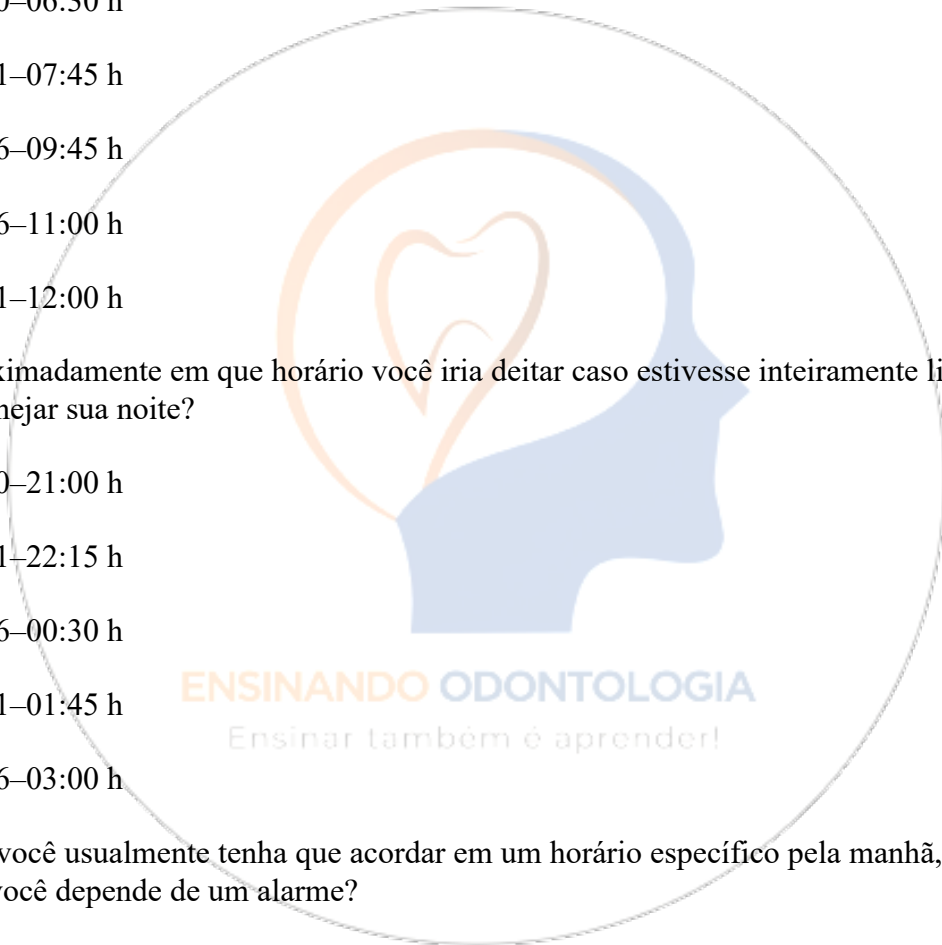 0–06:30 h
1–07:45 h
6–09:45 h
6–11:00 h
1–12:00 h
ximadamente em que horário você iria deitar caso estivesse inteiramente li
nejar sua noite?
0–21:00 h
1–22:15 h
6–00:30 h
1–01:45 h
6–03:00 h
ENSINANDO ODONTOLOGIA
Ensinar também é aprender!
você usualmente tenha que acordar em um horário específico pela manhã,
você depende de um alarme?